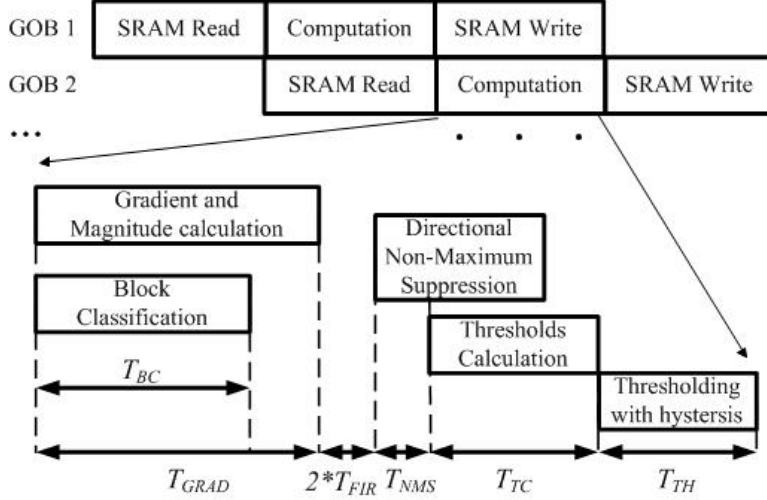 GOB 1 SRAM Read Computation SRAM Write
GOB 2 SRAM Read Computation SRAM Write
... . . .
Gradient and
Magnitude calculation
Directional
Non-Maximum
Suppression
Block
Classification
Thresholds
Calculation
T_BC
Thresholding
with hystersis
T_GRAD 2*T_FIR T_NMS T_TC T_TH